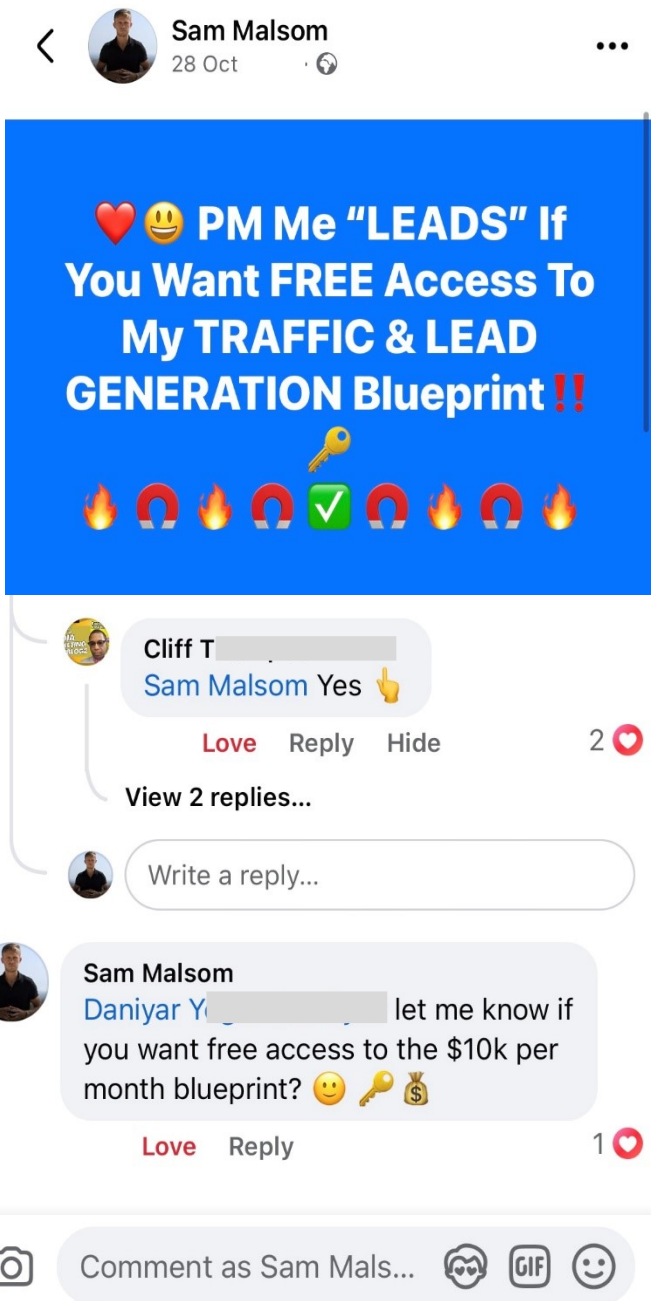 Sam Malsom
28 Oct ·
❤️😃 PM Me “LEADS” If
You Want FREE Access To
My TRAFFIC & LEAD
GENERATION Blueprint‼️
🔑
🔥🧲🔥🧲✅🧲🔥🧲🔥
Cliff T
Sam Malsom Yes 👆
Love Reply Hide 2
View 2 replies...
Write a reply...
Sam Malsom
Daniyar let me know if
you want free access to the $10k per
month blueprint? 🙂 🔑 💰
Love Reply 1
Comment as Sam Mals... GIF